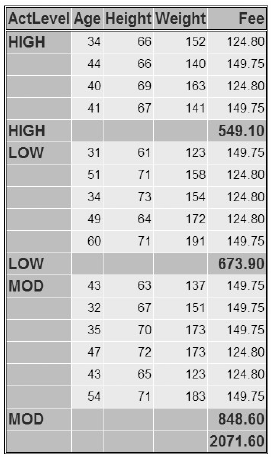 ActLevel Age Height Weight Fee
HIGH 34 66 152 124.80
44 66 140 149.75
40 69 163 124.80
41 67 141 149.75
HIGH 549.10
LOW 31 61 123 149.75
51 71 158 124.80
34 73 154 124.80
49 64 172 124.80
60 71 191 149.75
LOW 673.90
MOD 43 63 137 149.75
32 67 151 149.75
35 70 173 149.75
47 72 173 124.80
43 65 123 124.80
54 71 183 149.75
MOD 848.60
2071.60